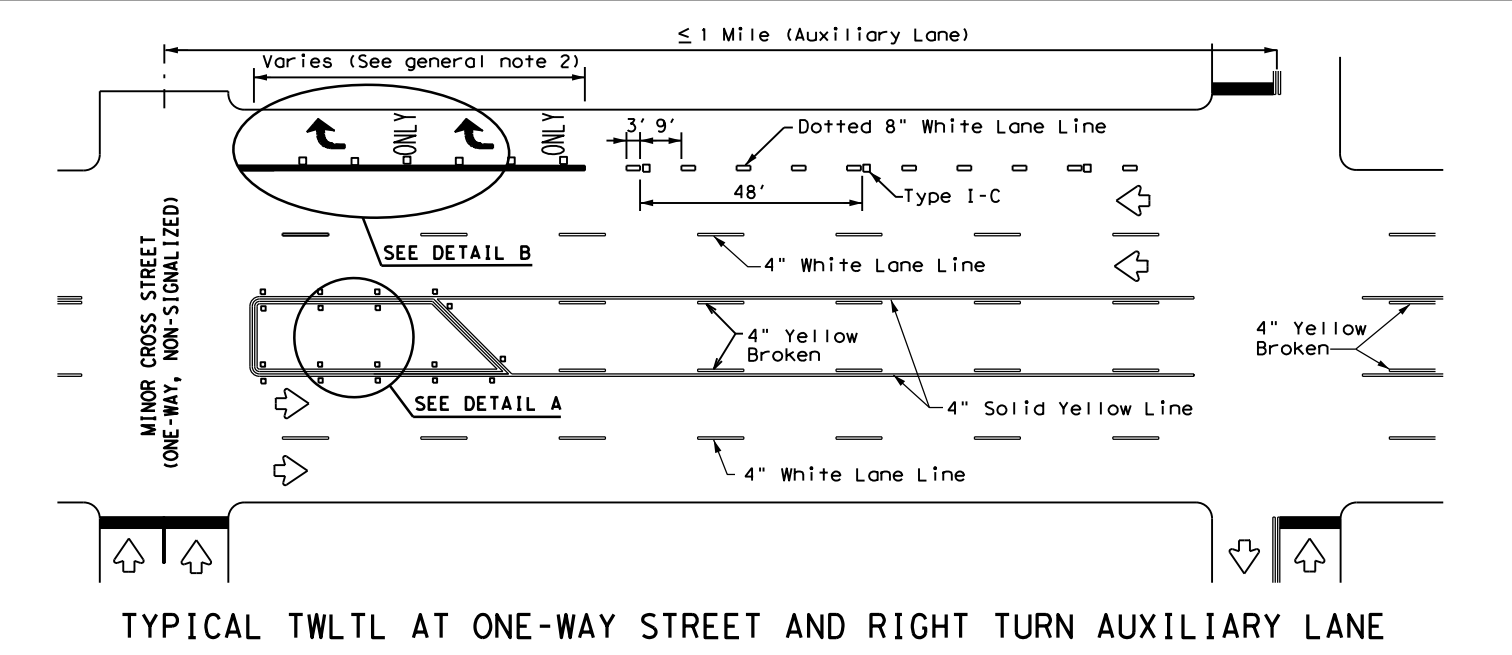 ≤ 1 Mile (Auxiliary Lane)
Varies (See general note 2)
ONLY
ONLY
3' 9'
Dotted 8" White Lane Line
48'
Type I-C
SEE DETAIL B
4" White Lane Line
MINOR CROSS STREET
(ONE-WAY, NON-SIGNALIZED)
4" Yellow
Broken
4" Yellow
Broken
SEE DETAIL A
4" Solid Yellow Line
4" White Lane Line
TYPICAL TWLTL AT ONE-WAY STREET AND RIGHT TURN AUXILIARY LANE